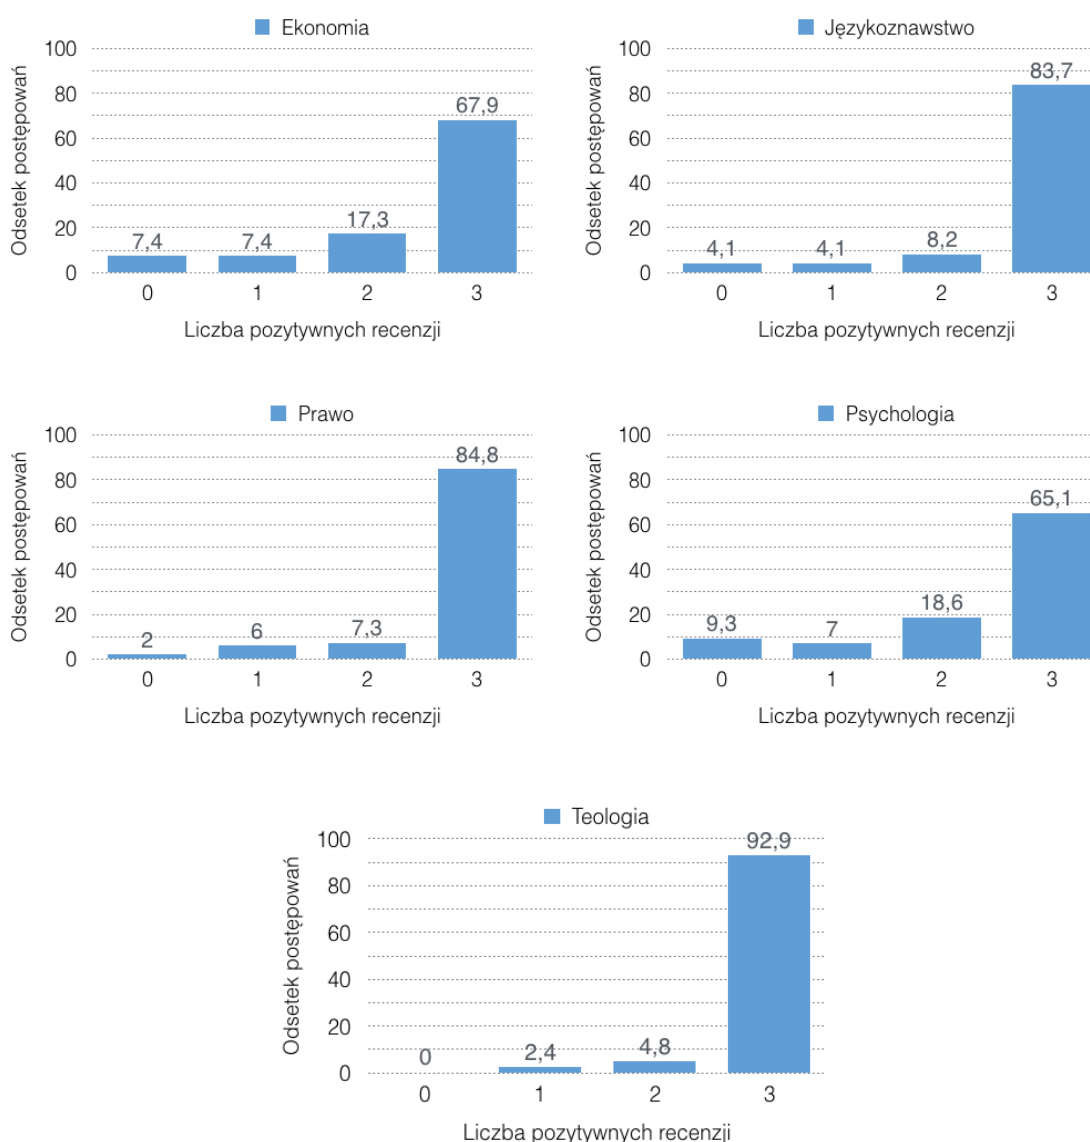 Ekonomia
Odsetek postępowań
100
80
60
40
20
0
7,4
7,4
17,3
67,9
0 1 2 3
Liczba pozytywnych recenzji
Językoznawstwo
Odsetek postępowań
100
80
60
40
20
0
4,1
4,1
8,2
83,7
0 1 2 3
Liczba pozytywnych recenzji
Prawo
Odsetek postępowań
100
80
60
40
20
0
2
6
7,3
84,8
0 1 2 3
Liczba pozytywnych recenzji
Psychologia
Odsetek postępowań
100
80
60
40
20
0
9,3
7
18,6
65,1
0 1 2 3
Liczba pozytywnych recenzji
Teologia
Odsetek postępowań
100
80
60
40
20
0
0
2,4
4,8
92,9
0 1 2 3
Liczba pozytywnych recenzji